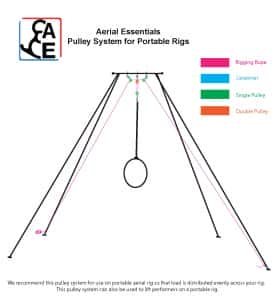 Aerial Essentials
Pulley System for Portable Rigs
Rigging Rope
Carabiner
Single Pulley
Double Pulley
We recommend this pulley system for use on portable aerial rigs so that load is distributed evenly across your rig.
This pulley system can also be used to lift performers on a portable rig.